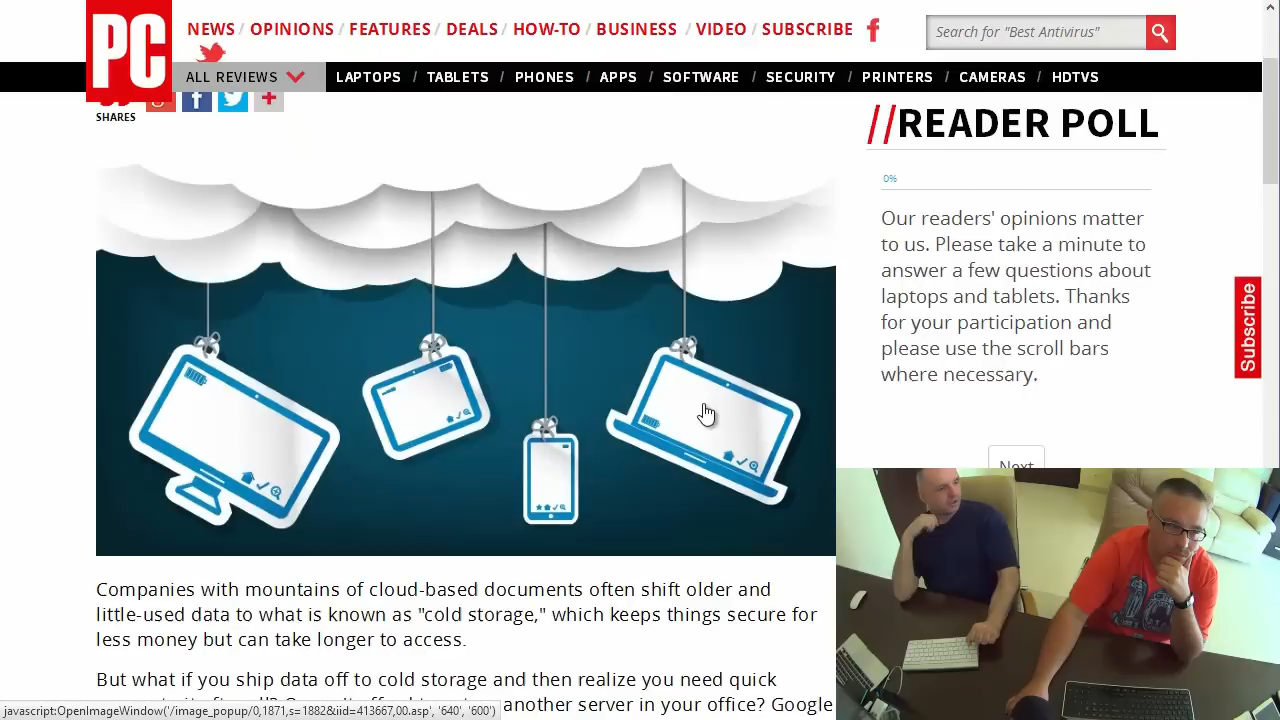 PC
NEWS / OPINIONS / FEATURES / DEALS / HOW-TO / BUSINESS / VIDEO / SUBSCRIBE
Search for "Best Antivirus"
ALL REVIEWS
LAPTOPS / TABLETS / PHONES / APPS / SOFTWARE / SECURITY / PRINTERS / CAMERAS / HDTVS
SHARES
//READER POLL
0%
Our readers' opinions matter
to us. Please take a minute to
answer a few questions about
laptops and tablets. Thanks
for your participation and
please use the scroll bars
where necessary.
Next
Subscribe
Companies with mountains of cloud-based documents often shift older and
little-used data to what is known as "cold storage," which keeps things secure for
less money but can take longer to access.
But what if you ship data off to cold storage and then realize you need quick
another server in your office? Google
javascript:OpenImageWindow('/image_popup/0,1871,s=1882&iid=413667,00.asp', '640', '610')